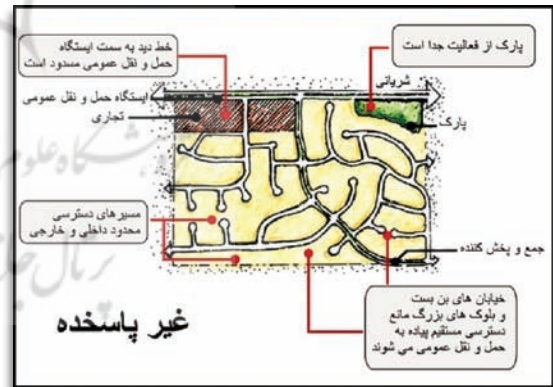 خط دید به سمت ایستگاه
حمل و نقل عمومی مسدود است
پارک از فعالیت جدا است
شریانی
ایستگاه حمل و نقل عمومی
تجاری
پارک
مسیرهای دسترسی
محدود داخلی و خارجی
جمع و پخش کننده
خیابان های بن بست
و بلوک های بزرگ مانع
دسترسی مستقیم پیاده به
حمل و نقل عمومی می شوند
غیر پاسخده